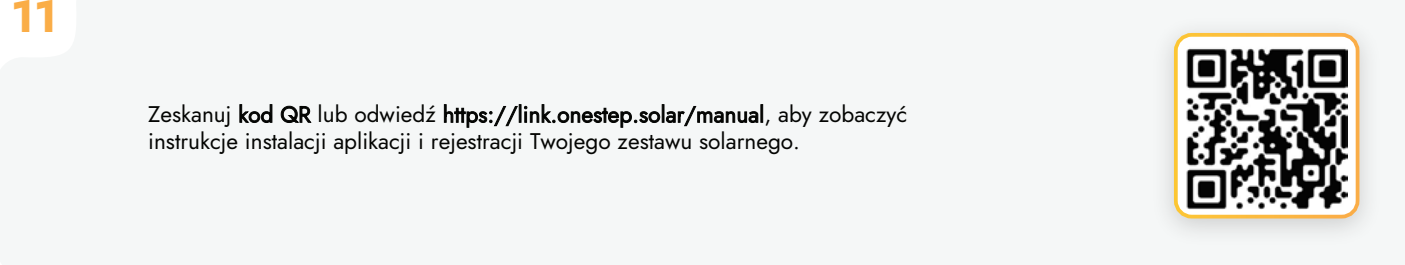 11
Zeskanuj kod QR lub odwiedź https://link.onestep.solar/manual, aby zobaczyć
instrukcje instalacji aplikacji i rejestracji Twojego zestawu solarnego.